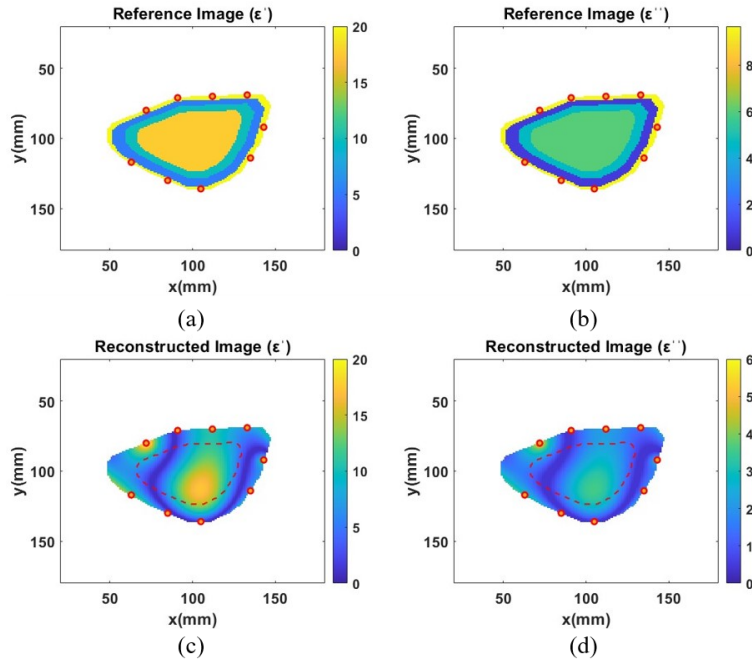 Reference Image (ε˙)
Reference Image (ε˙˙)
20
15
10
5
0
8
6
4
2
0
50
100
150
y(mm)
50
100
150
y(mm)
50 100 150
50 100 150
x(mm)
x(mm)
(a)
(b)
Reconstructed Image (ε˙)
Reconstructed Image (ε˙˙)
20
15
10
5
0
6
5
4
3
2
1
0
50
100
150
y(mm)
50
100
150
y(mm)
50 100 150
50 100 150
x(mm)
x(mm)
(c)
(d)